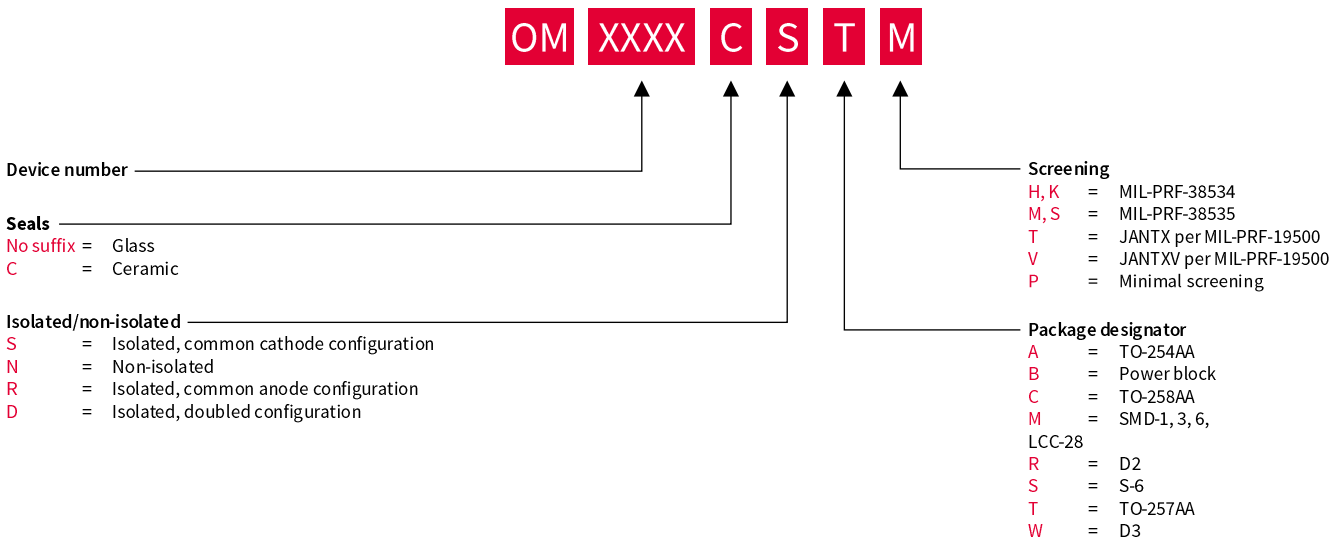 OM XXXX C S T M
Device number
Seals
No suffix = Glass
C = Ceramic
Isolated/non-isolated
S = Isolated, common cathode configuration
N = Non-isolated
R = Isolated, common anode configuration
D = Isolated, doubled configuration
Screening
H, K = MIL-PRF-38534
M, S = MIL-PRF-38535
T = JANTX per MIL-PRF-19500
V = JANTXV per MIL-PRF-19500
P = Minimal screening
Package designator
A = TO-254AA
B = Power block
C = TO-258AA
M = SMD-1, 3, 6,
LCC-28
R = D2
S = S-6
T = TO-257AA
W = D3